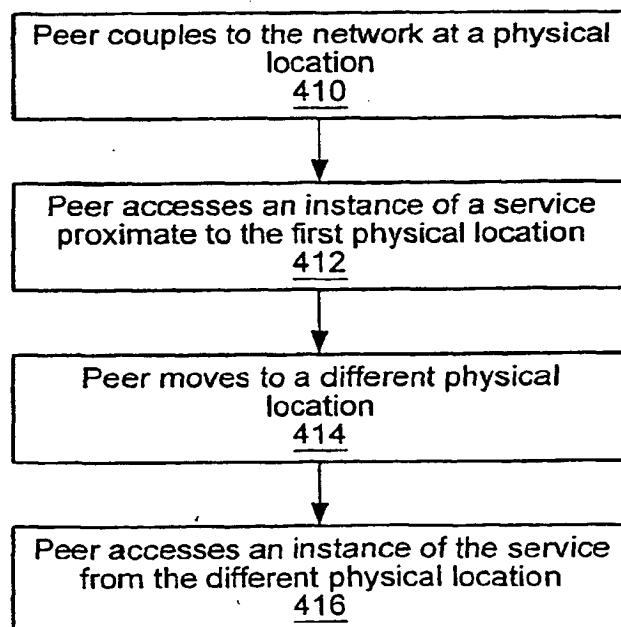 Peer couples to the network at a physical
location
410
Peer accesses an instance of a service
proximate to the first physical location
412
Peer moves to a different physical
location
414
Peer accesses an instance of the service
from the different physical location
416